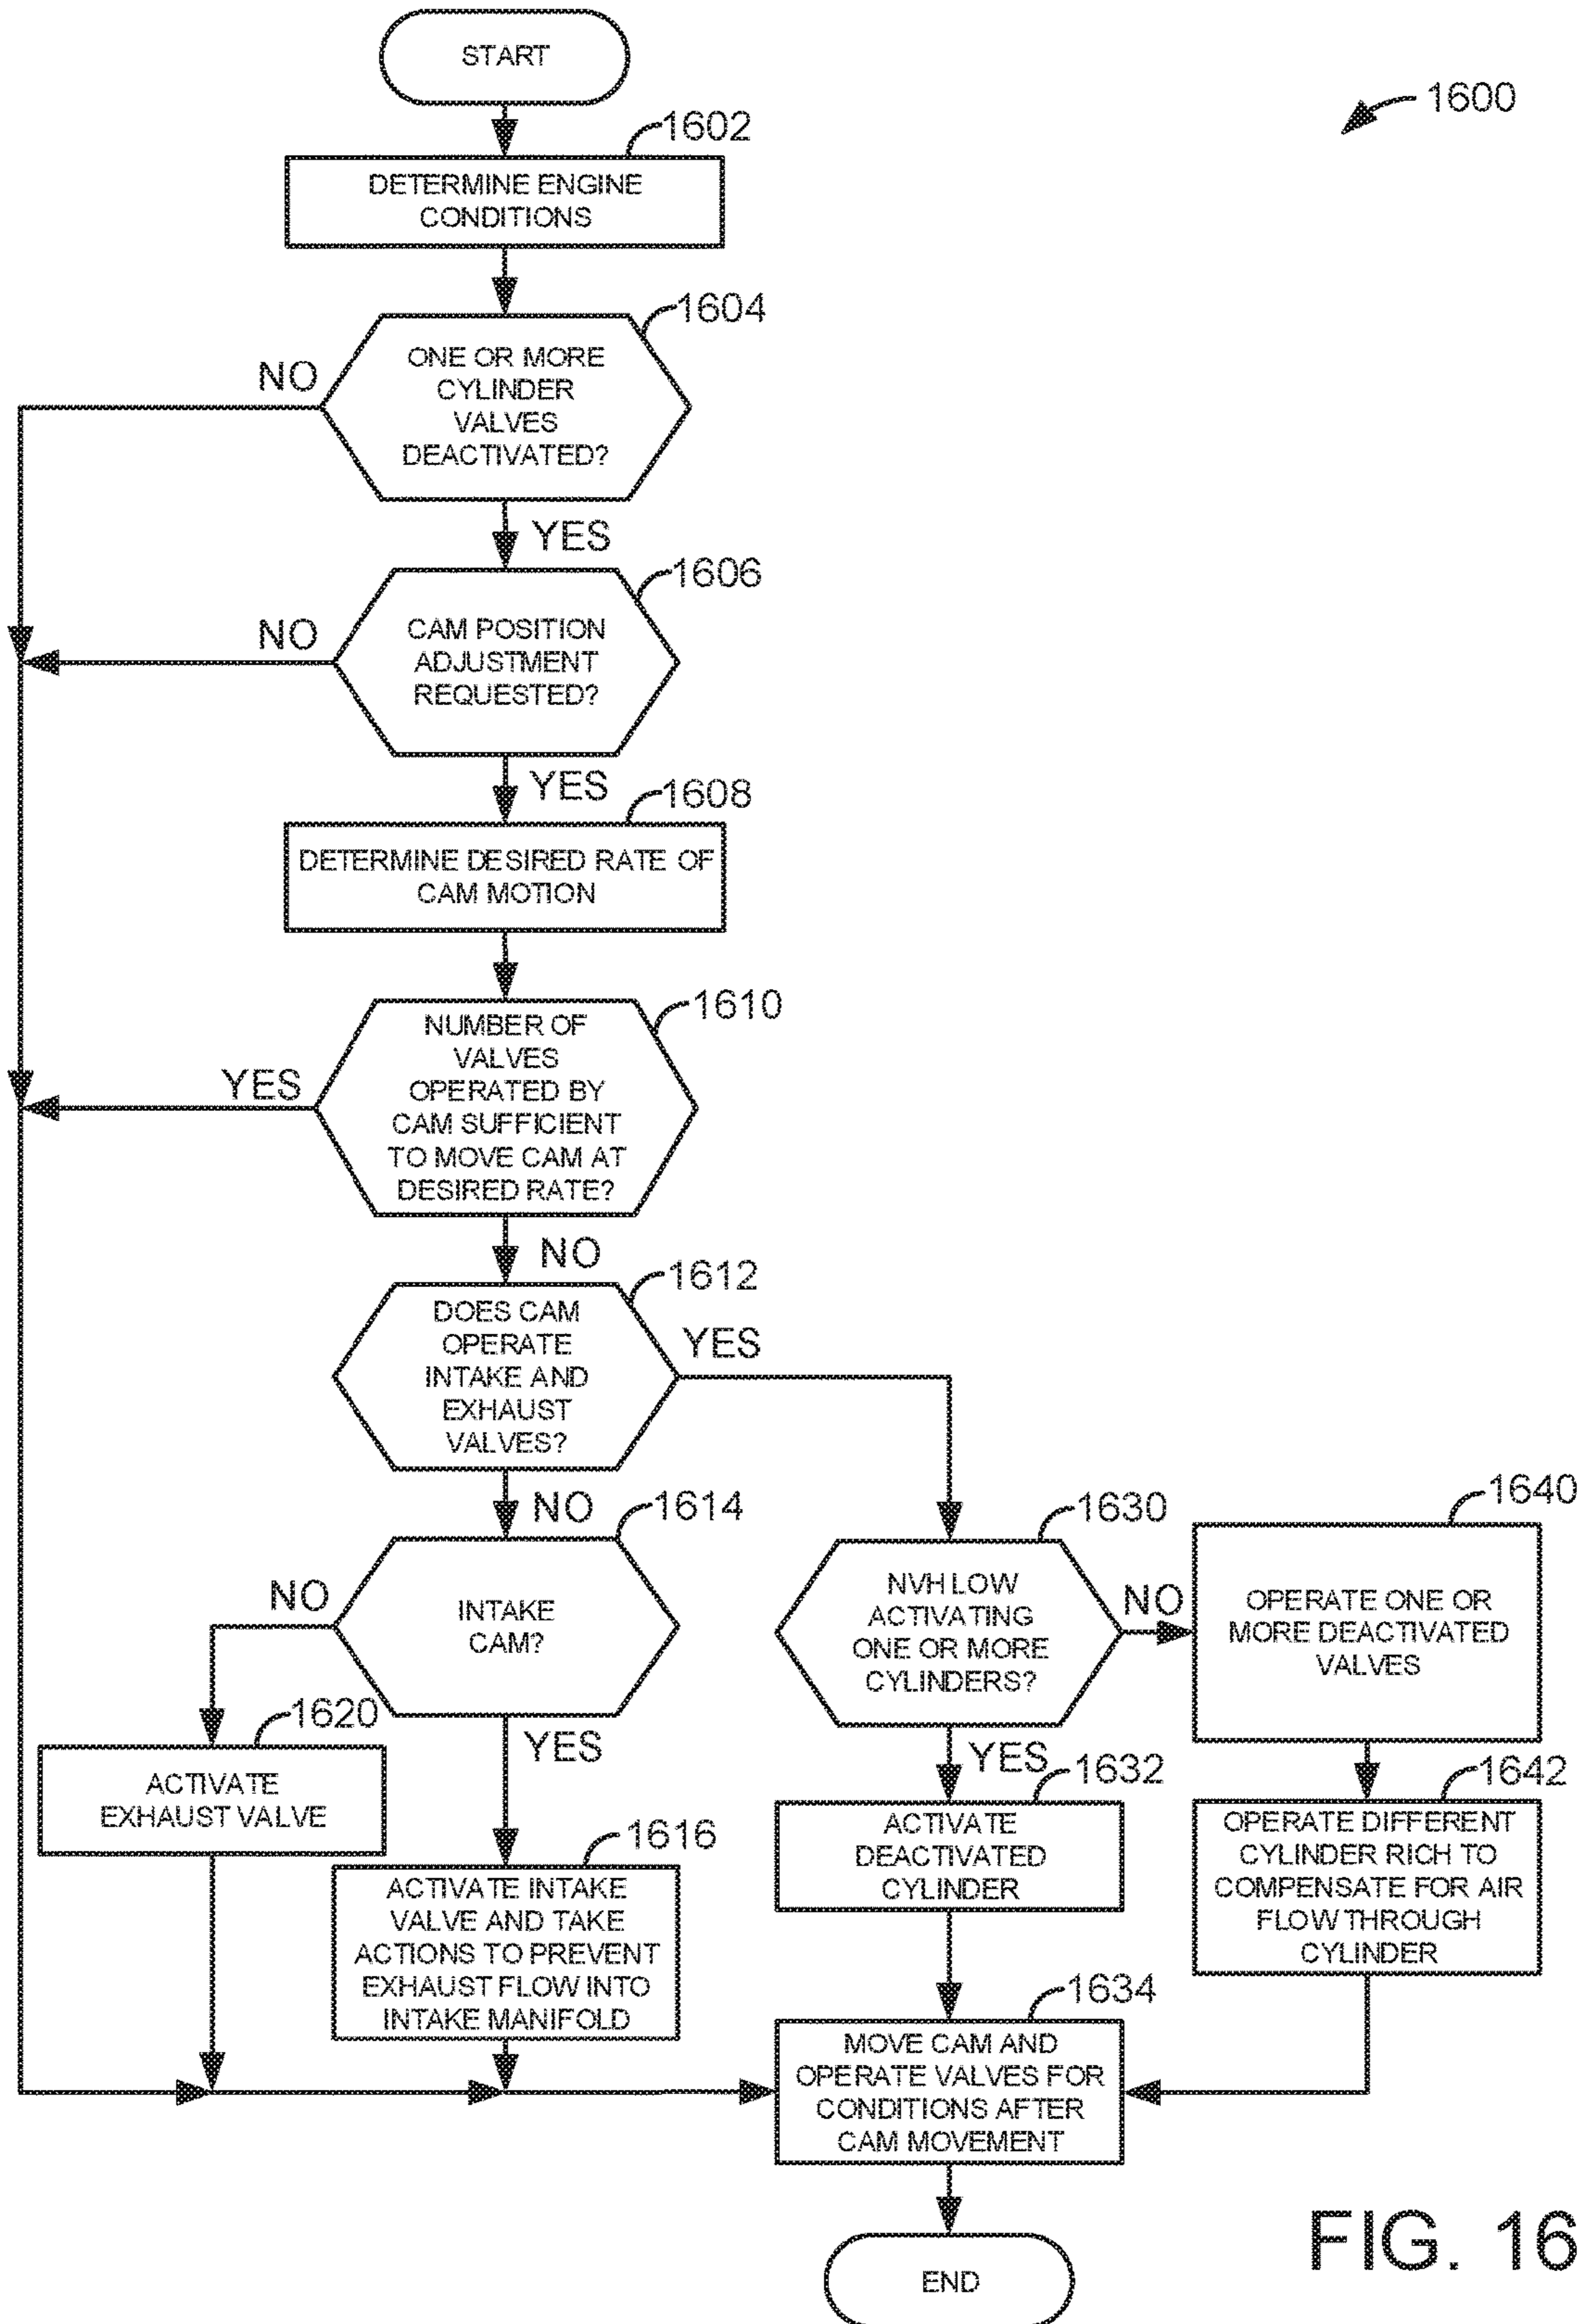 START
1600
1602
DETERMINE ENGINE
CONDITIONS
1604
ONE OR MORE
CYLINDER
VALVES
DEACTIVATED?
NO
YES
1606
CAM POSITION
ADJUSTMENT
REQUESTED?
NO
YES
1608
DETERMINE DESIRED RATE OF
CAM MOTION
1610
NUMBER OF
VALVES
OPERATED BY
CAM SUFFICIENT
TO MOVE CAM AT
DESIRED RATE?
YES
NO
1612
DOES CAM
OPERATE
INTAKE AND
EXHAUST
VALVES?
YES
NO
1614
INTAKE
CAM?
NO
YES
1620
ACTIVATE
EXHAUST VALVE
1616
ACTIVATE INTAKE
VALVE AND TAKE
ACTIONS TO PREVENT
EXHAUST FLOW INTO
INTAKE MANIFOLD
1630
NVH LOW
ACTIVATING
ONE OR MORE
CYLINDERS?
NO
YES
1640
OPERATE ONE OR
MORE DEACTIVATED
VALVES
1632
ACTIVATE
DEACTIVATED
CYLINDER
1642
OPERATE DIFFERENT
CYLINDER RICH TO
COMPENSATE FOR AIR
FLOW THROUGH
CYLINDER
1634
MOVE CAM AND
OPERATE VALVES FOR
CONDITIONS AFTER
CAM MOVEMENT
END
FIG. 16